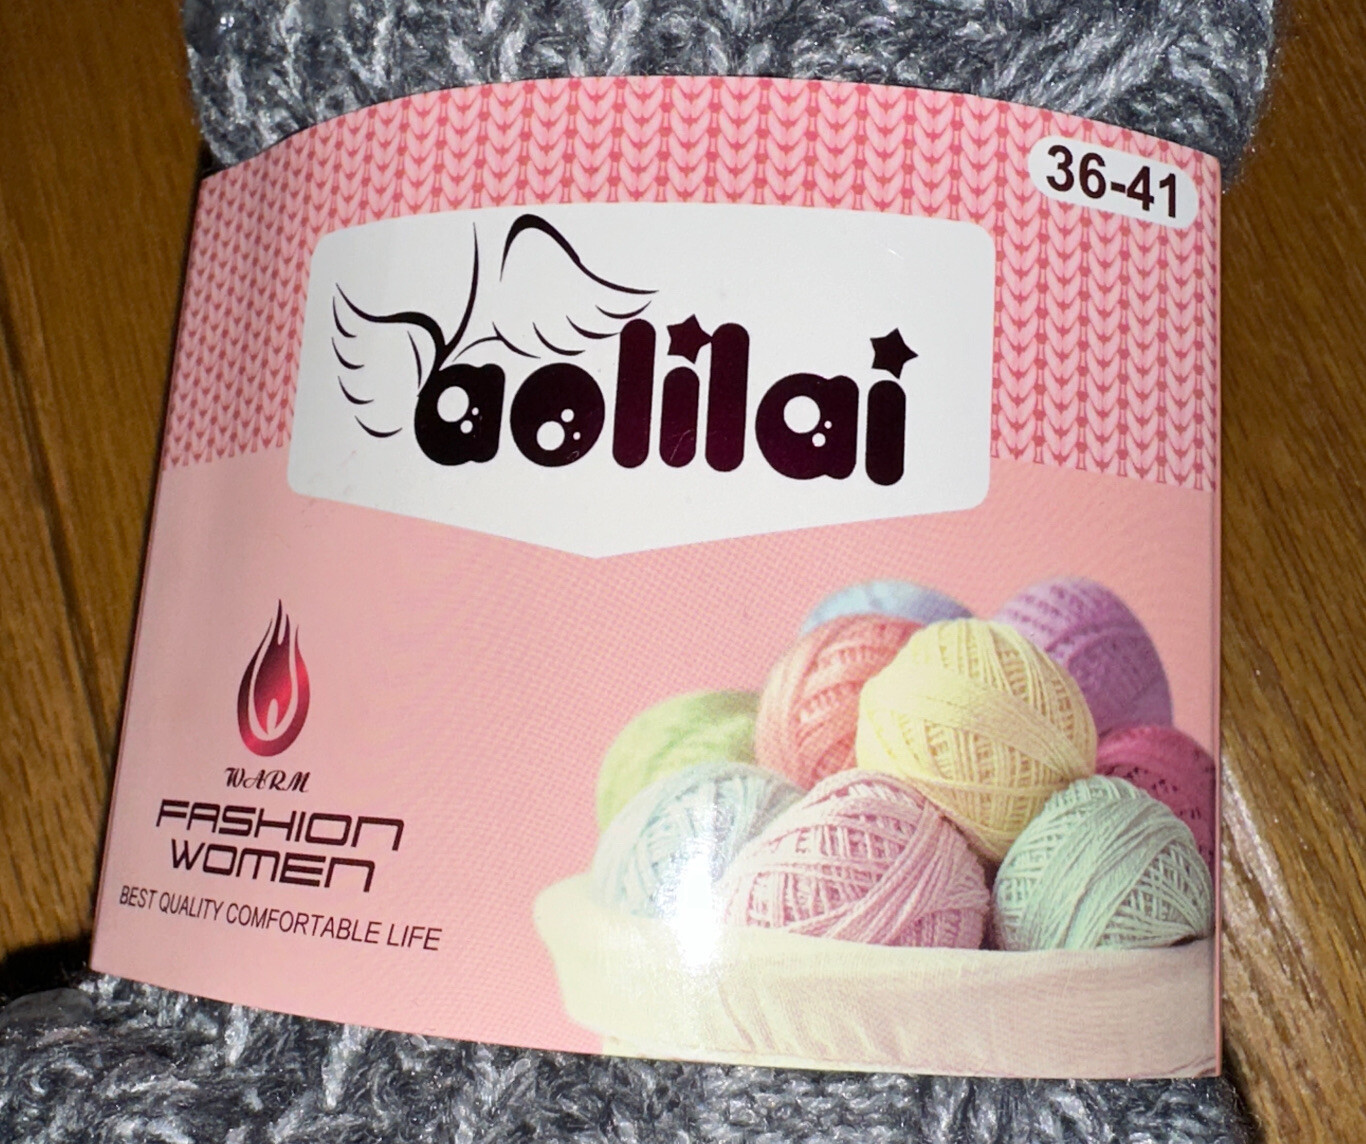 36-41
aolilai
WARM
FASHION
WOMEN
BEST QUALITY COMFORTABLE LIFE